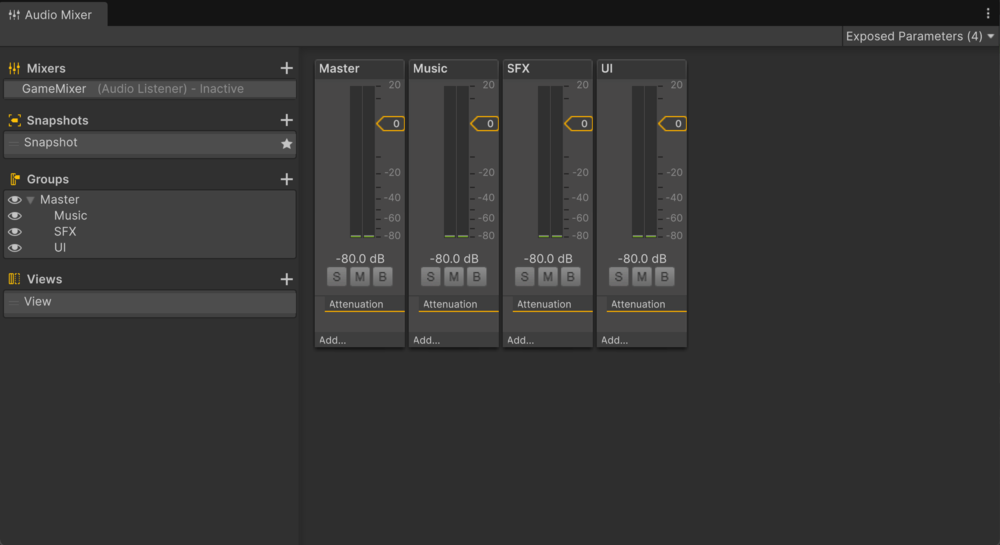 Audio Mixer
Exposed Parameters (4)
Mixers
GameMixer (Audio Listener) - Inactive
Snapshots
Snapshot
Groups
Master
Music
SFX
UI
Views
View
Master
20
0
-20
-40
-60
-80
-80.0 dB
S M B
Attenuation
Add...
Music
20
0
-20
-40
-60
-80
-80.0 dB
S M B
Attenuation
Add...
SFX
20
0
-20
-40
-60
-80
-80.0 dB
S M B
Attenuation
Add...
UI
20
0
-20
-40
-60
-80
-80.0 dB
S M B
Attenuation
Add...